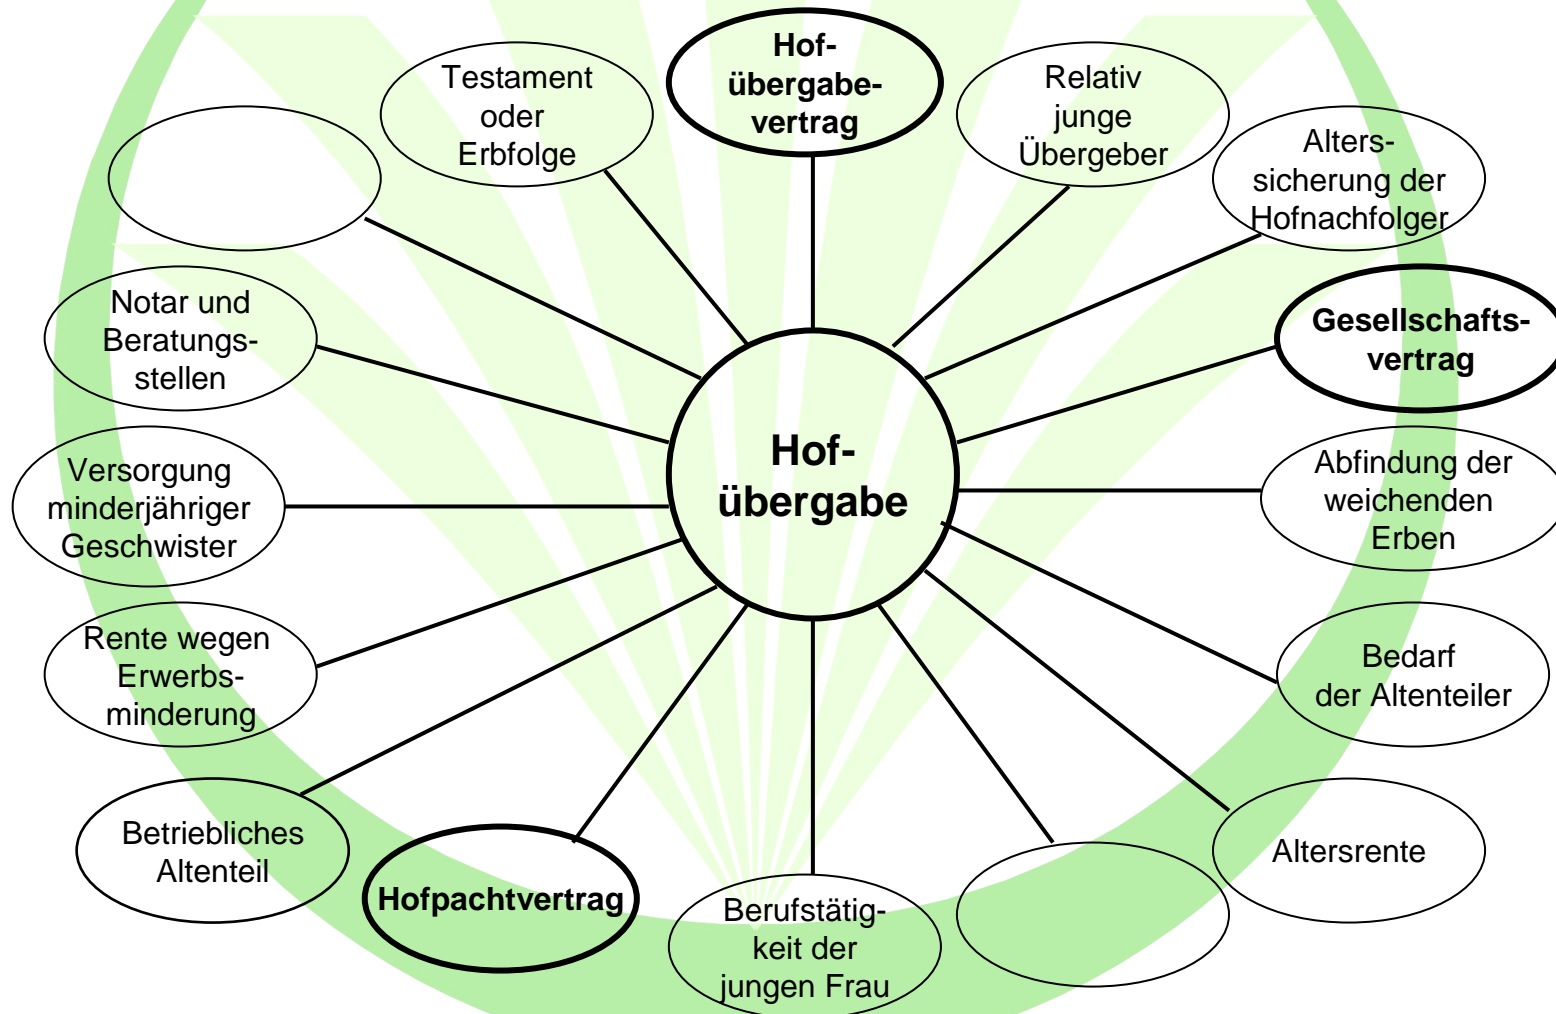 Hof-
übergabe-
vertrag
Testament
oder
Erbfolge
Relativ
junge
Übergeber
Alters-
sicherung der
Hofnachfolger
Notar und
Beratungs-
stellen
Gesellschafts-
vertrag
Hof-
übergabe
Versorgung
minderjähriger
Geschwister
Abfindung der
weichenden
Erben
Rente wegen
Erwerbs-
minderung
Bedarf
der Altenteiler
Betriebliches
Altenteil
Hofpachtvertrag
Berufstätig-
keit der
jungen Frau
Altersrente